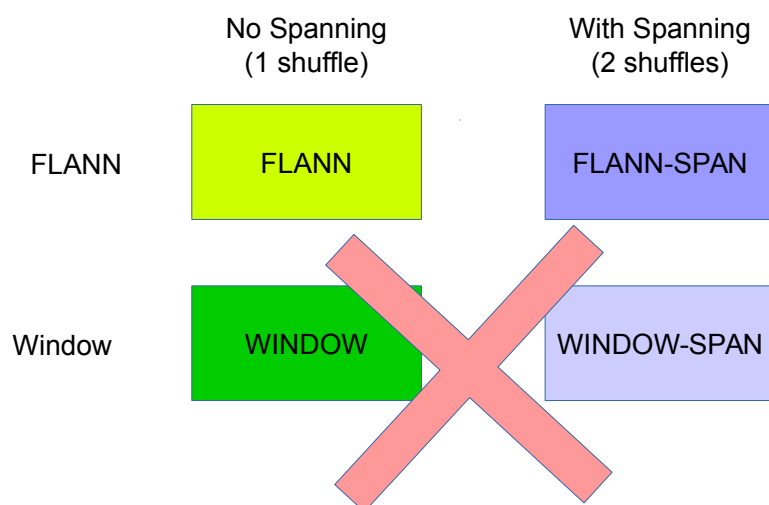 No Spanning
(1 shuffle)
With Spanning
(2 shuffles)
FLANN
FLANN
FLANN-SPAN
Window
WINDOW
WINDOW-SPAN